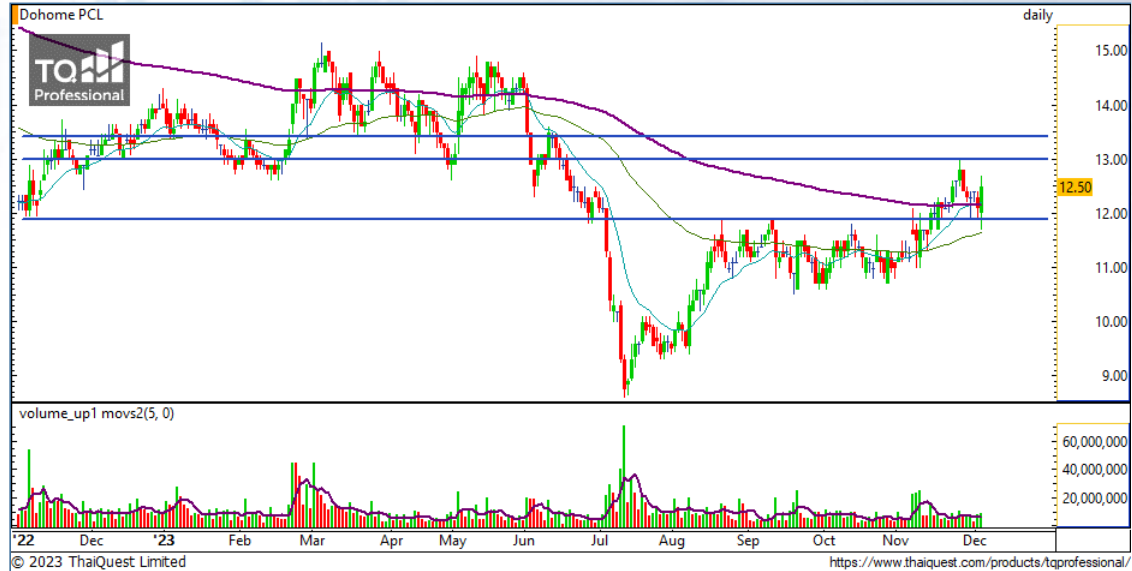 Dohome PCL
daily
TQ
Professional
15.00
14.00
13.00
12.50
12.00
11.00
10.00
9.00
volume_up1 movs2(5, 0)
60,000,000
40,000,000
20,000,000
'22 Dec '23 Feb Mar Apr May Jun Jul Aug Sep Oct Nov Dec
© 2023 ThaiQuest Limited
https://www.thaiquest.com/products/tqprofessional/